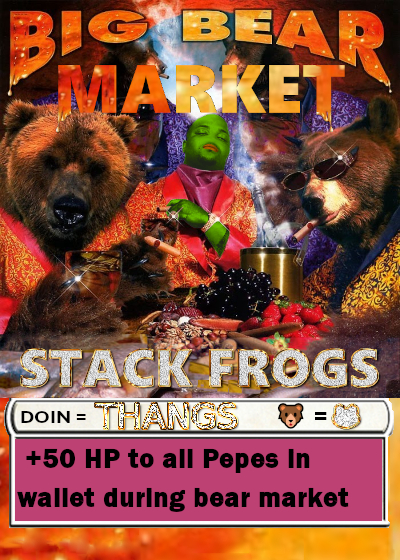 BIG BEAR
MARKET
STACK FROGS
DOIN = THANGS =
+50 HP to all Pepes in
wallet during bear market